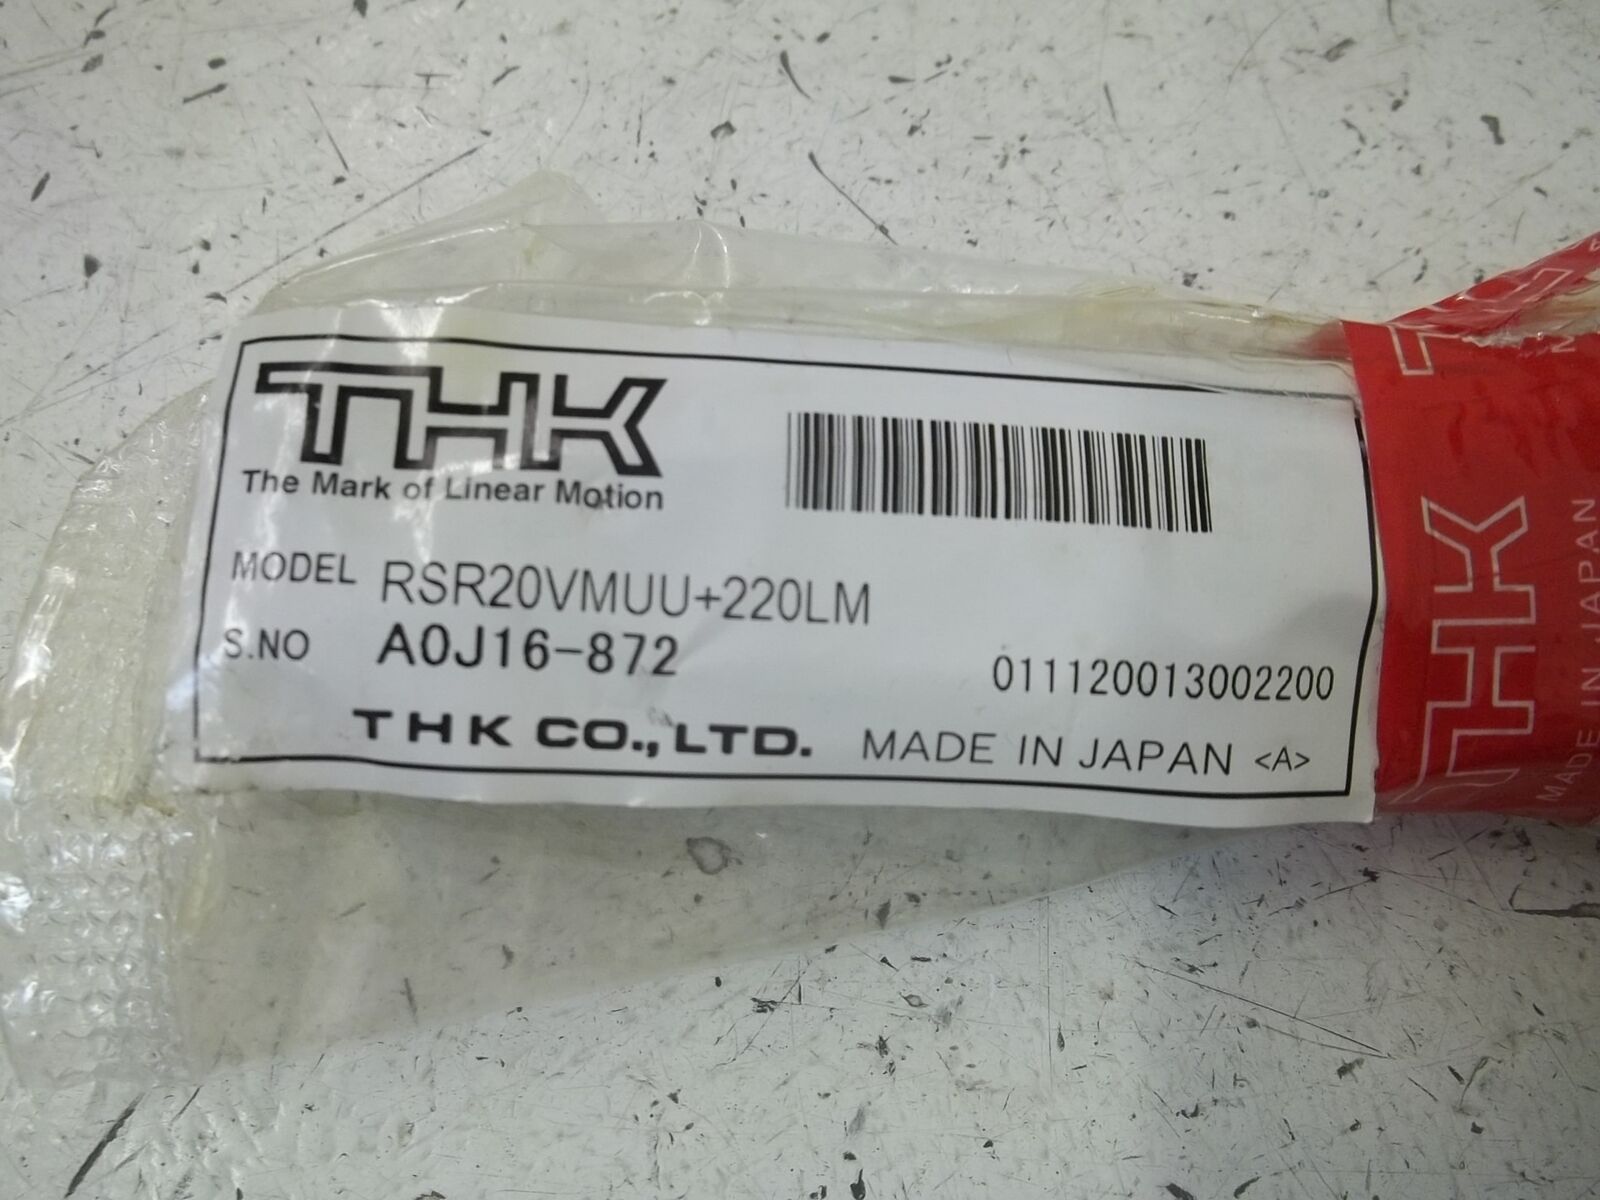 THK
The Mark of Linear Motion
MODEL RSR20VMUU+220LM
S.NO A0J16-872
011120013002200
THK CO.,LTD. MADE IN JAPAN <A>
THK
MADE IN JAPAN